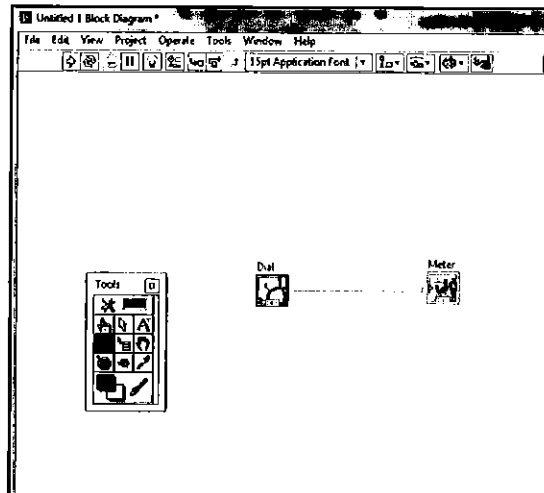 Untitled 1 Block Diagram *
File Edit View Project Operate Tools Window Help
15pt Application Font
Dial
Meter
Tools